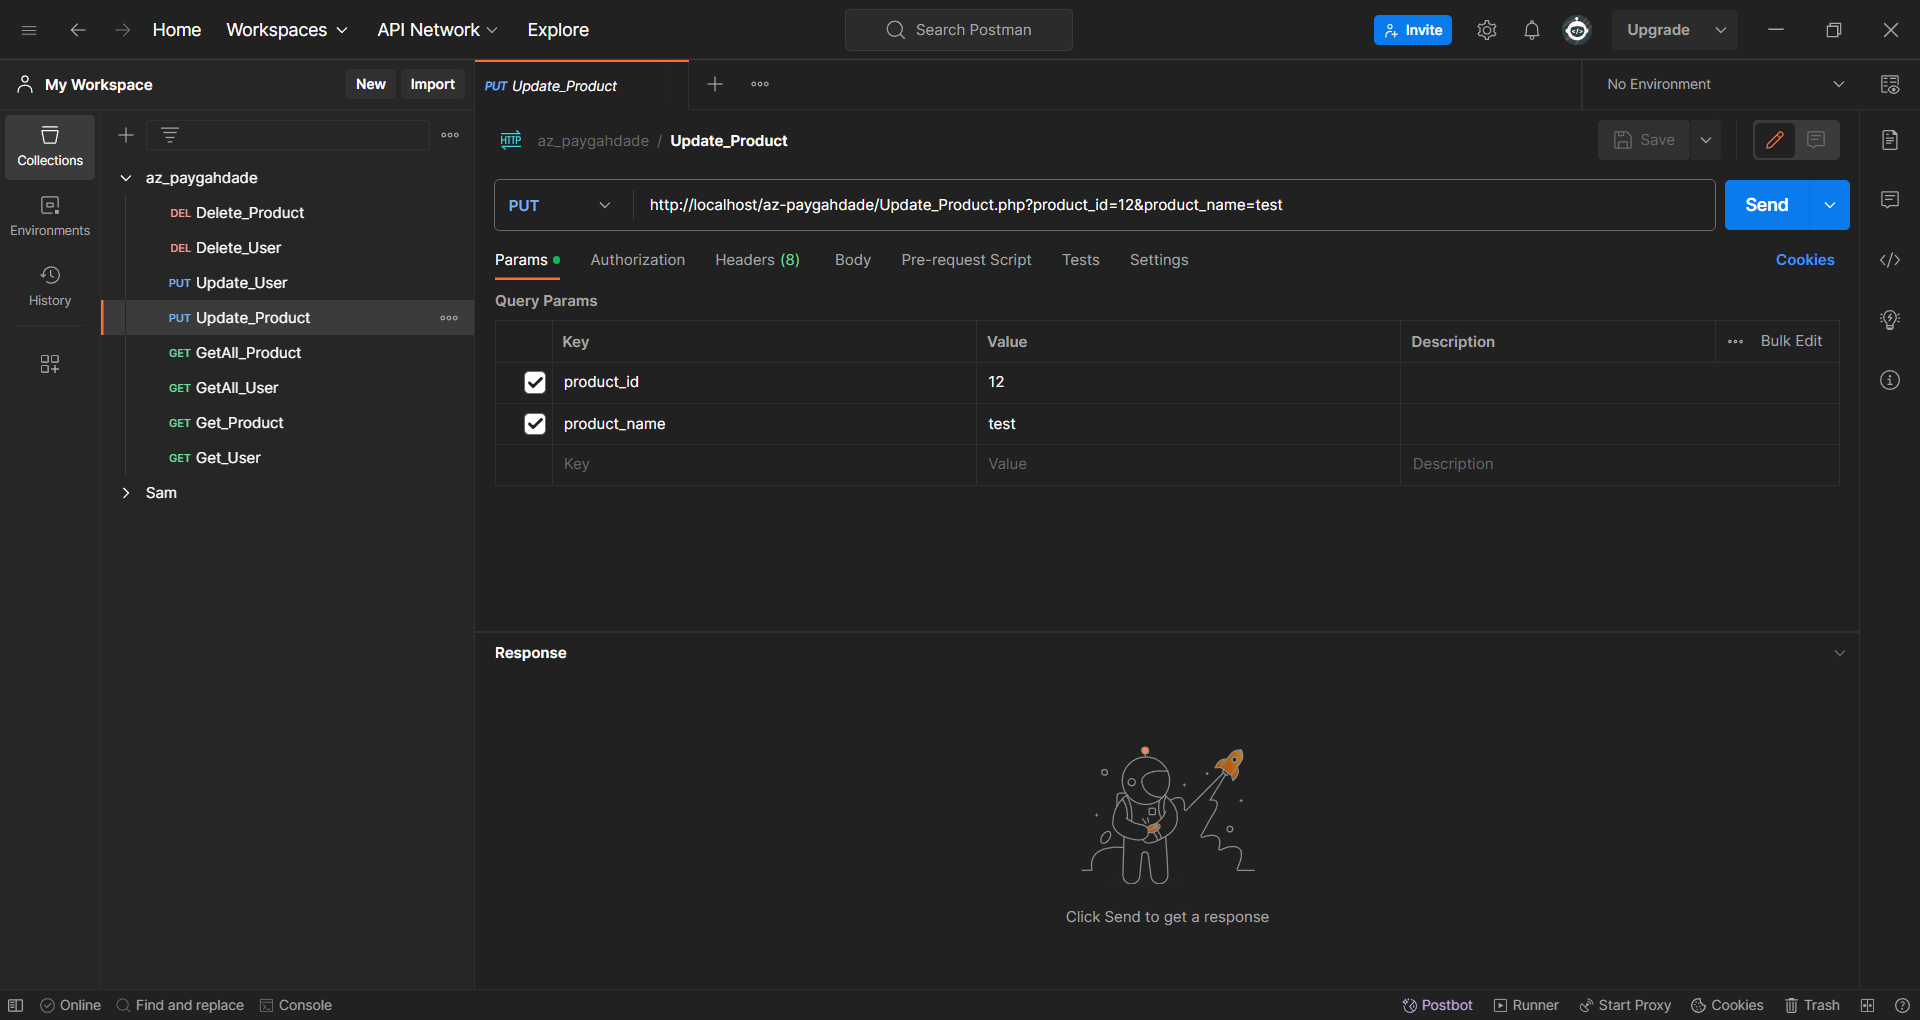 Home Workspaces API Network Explore Search Postman Invite Upgrade
My Workspace New Import PUT Update_Product No Environment
Collections
Environments
History
az_paygahdade
DEL Delete_Product
DEL Delete_User
PUT Update_User
PUT Update_Product
GET GetAll_Product
GET GetAll_User
GET Get_Product
GET Get_User
Sam
HTTP az_paygahdade / Update_Product Save
PUT http://localhost/az-paygahdade/Update_Product.php?product_id=12&product_name=test Send
Params Authorization Headers (8) Body Pre-request Script Tests Settings Cookies
Query Params
Key Value Description Bulk Edit
product_id 12
product_name test
Key Value Description
Response
Click Send to get a response
Online Find and replace Console Postbot Runner Start Proxy Cookies Trash